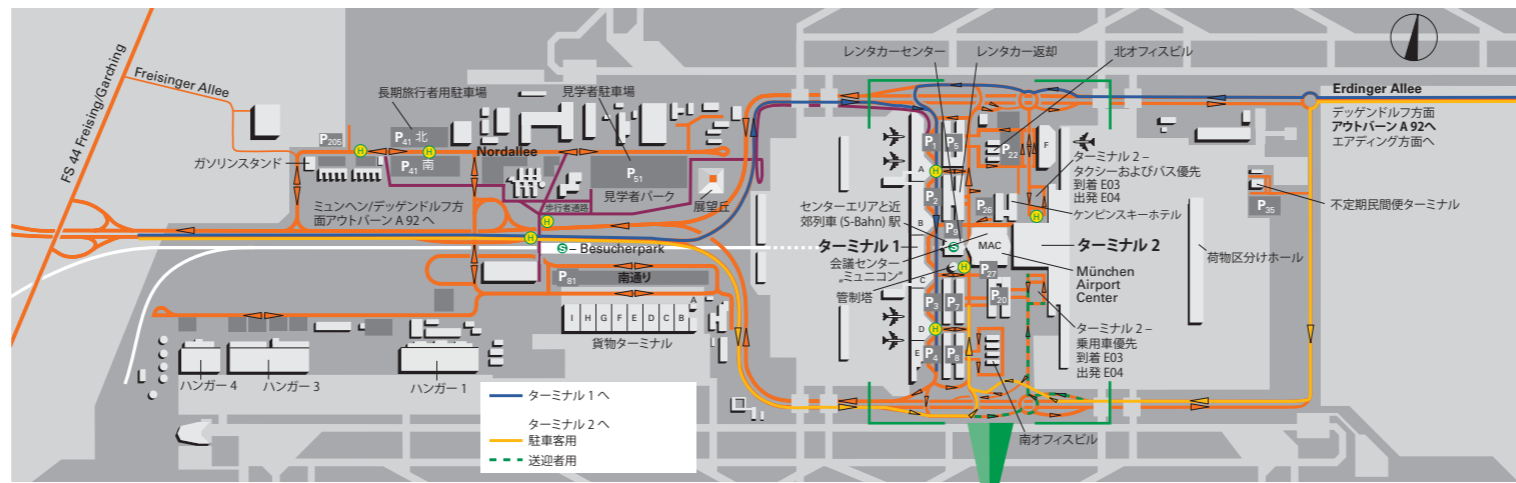 FS 44 Freising/Garching
Freisinger Allee
長期旅行者用駐車場
P205
P41 北
P41 南
H
H
ガソリンスタンド
Nordallee
見学者駐車場
P51
見学者パーク
展望丘
歩行者通路
ミュンヘン/デッゲンドルフ方
面アウトバーン A 92 へ
H
H
S – Besucherpark
P81
南通り
I H G F E D C B
A
貨物ターミナル
ハンガー 4
ハンガー 3
ハンガー 1
ターミナル 1 へ
ターミナル 2 へ
駐車客用
送迎者用
レンタカーセンター
レンタカー返却
北オフィスビル
P1
P5
P22
F
A
H
P2
P26
B
P9
センターエリアと近
郊列車 (S-Bahn) 駅
S
ターミナル 1
MAC
会議センター
„ミュニコン“
H
P27
管制塔
C
P3
P7
P20
D
H
E
P4
P8
ターミナル 2 –
タクシーおよびバス優先
到着 E03
出発 E04
H
ケンピンスキーホテル
ターミナル 2
München
Airport
Center
ターミナル 2 –
乗用車優先
到着 E03
出発 E04
南オフィスビル
荷物区分けホール
P35
不定期民間便ターミナル
Erdinger Allee
デッゲンドルフ方面
アウトバーン A 92へ
エアディング方面へ